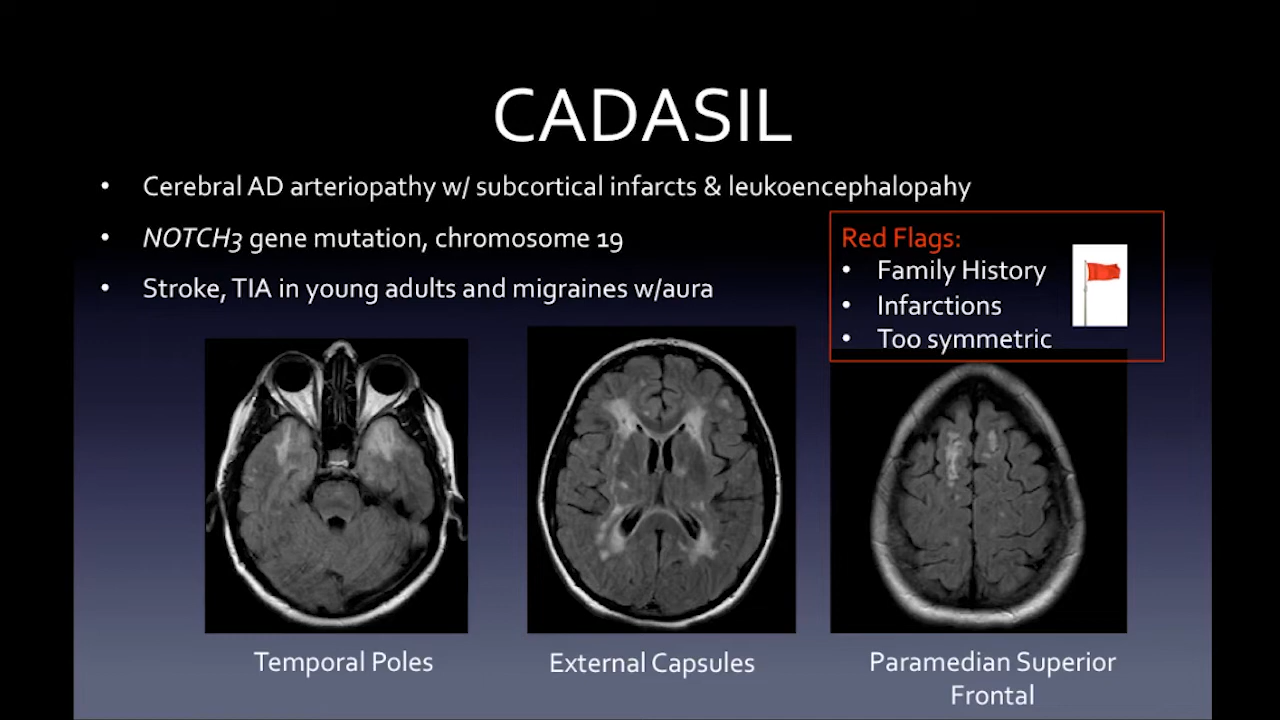 CADASIL
• Cerebral AD arteriopathy w/ subcortical infarcts & leukoencephalopahy
• NOTCH3 gene mutation, chromosome 19
• Stroke, TIA in young adults and migraines w/aura
Red Flags:
• Family History
• Infarctions
• Too symmetric
Temporal Poles
External Capsules
Paramedian Superior
Frontal